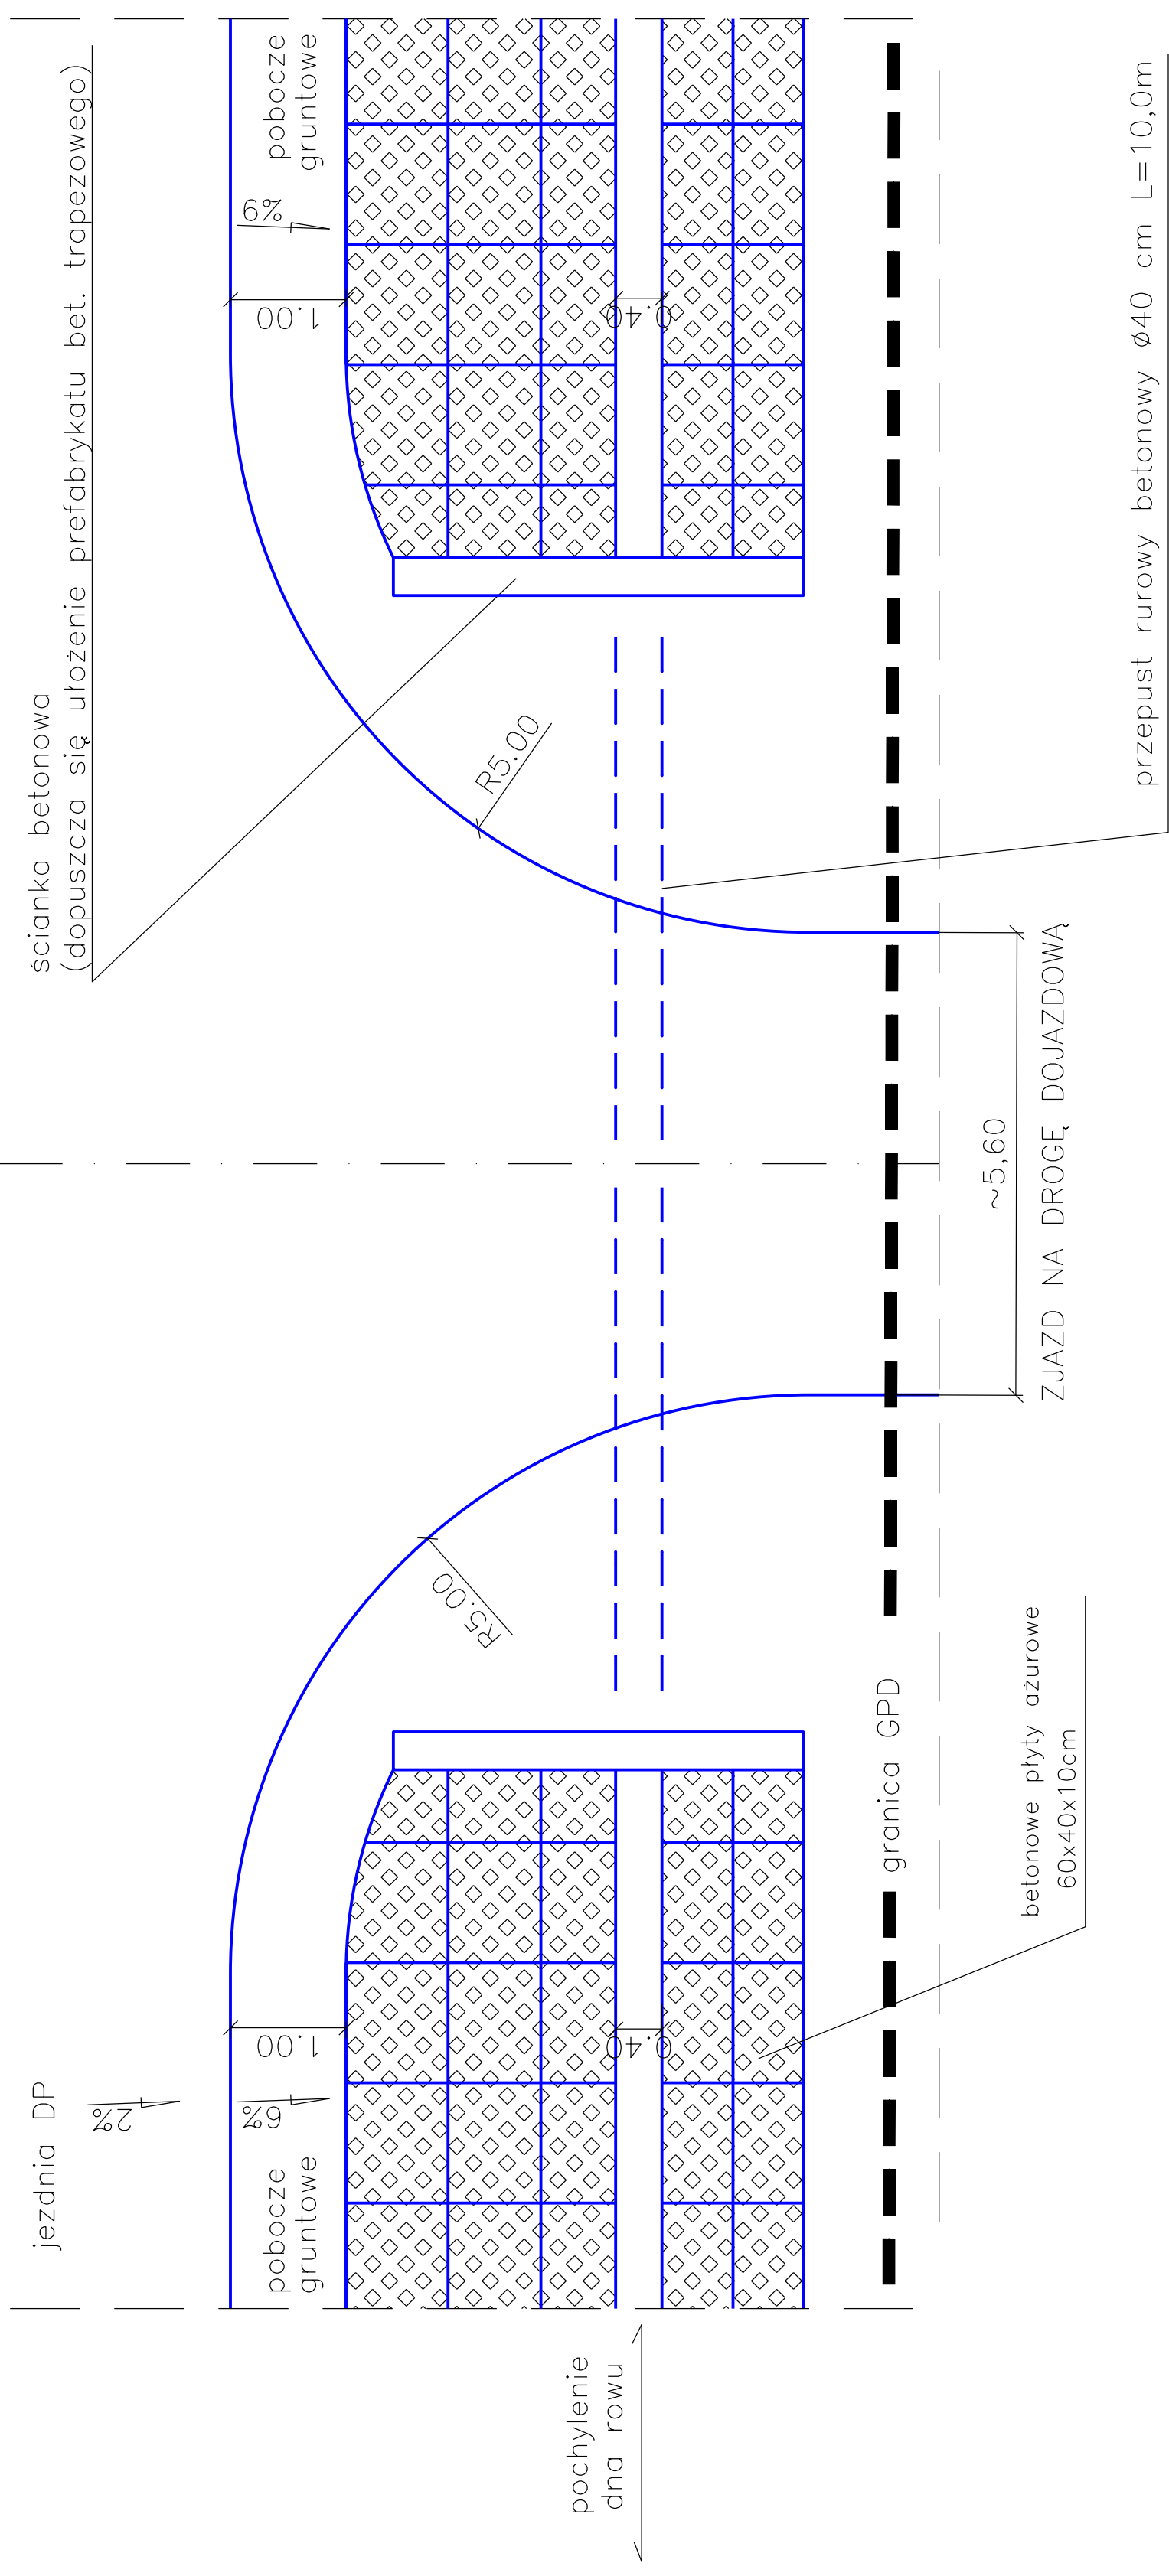 ścianka betonowa
(dopuszcza się ułożenie prefabrykatu bet. trapezowego)
jezdnia DP
2%
6%
6%
pobocze
gruntowe
pobocze
gruntowe
1.00
1.00
R5.00
R5.00
0.40
0.40
pochylenie
dna rowu
granica GPD
~5,60
ZJAZD NA DROGĘ DOJAZDOWĄ
betonowe płyty ażurowe
60x40x10cm
przepust rurowy betonowy ø40 cm L=10,0m